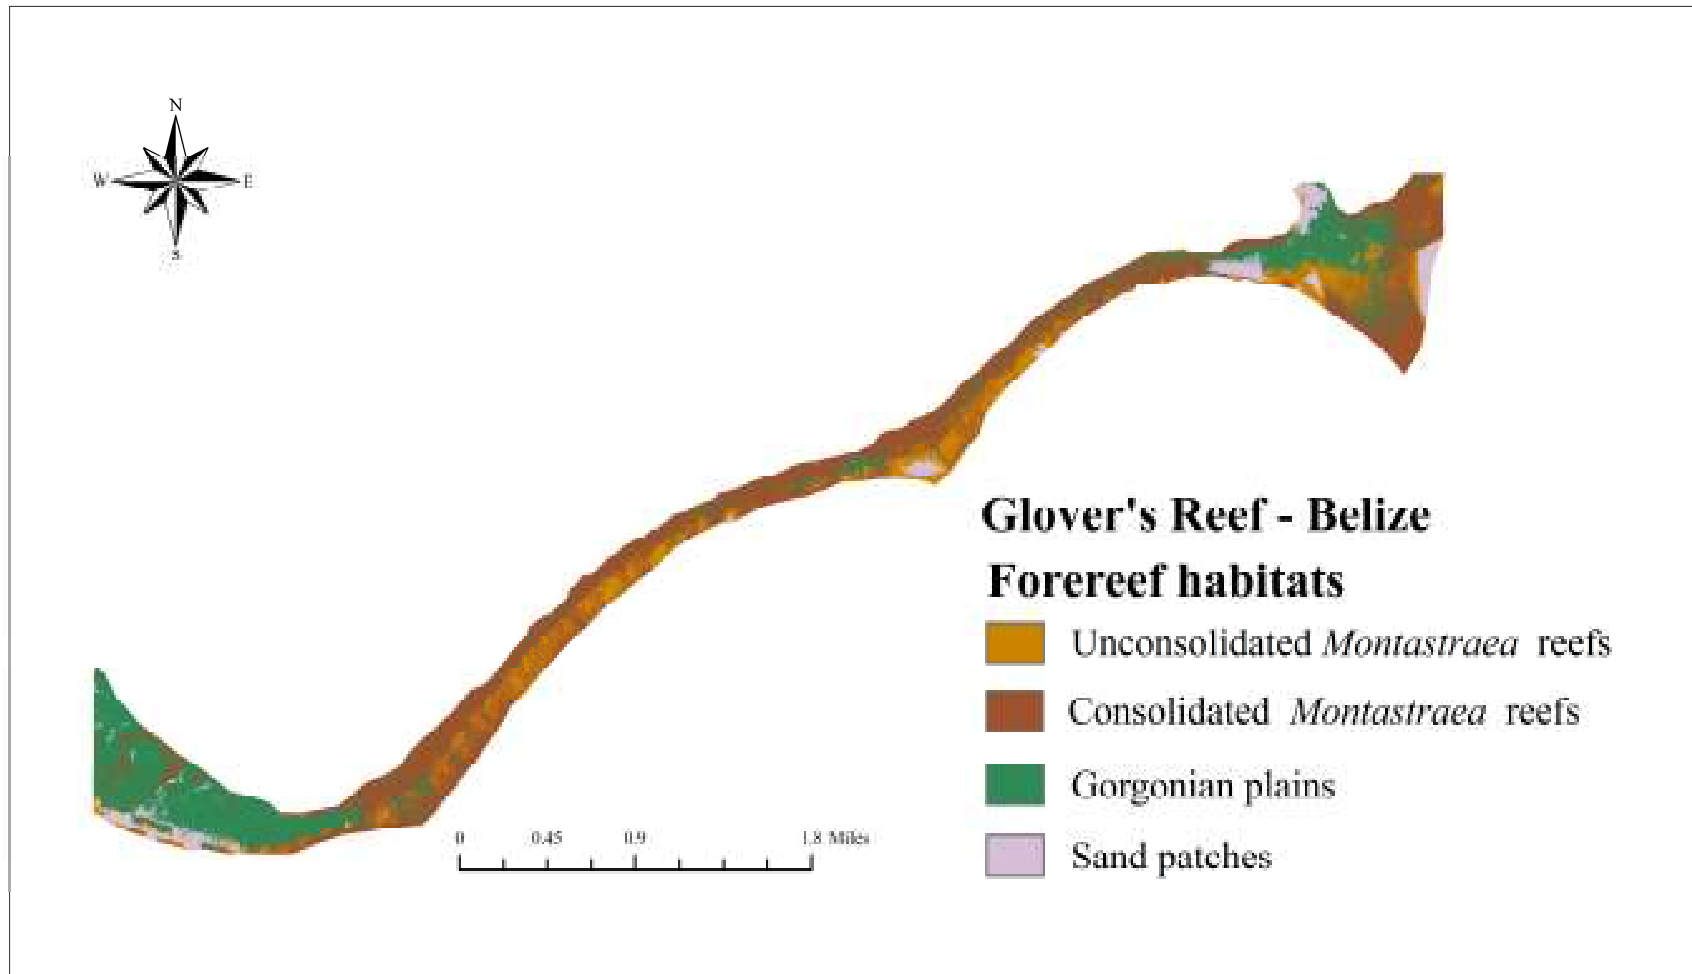 N
W E
S
Glover's Reef - Belize
Forereef habitats
Unconsolidated Montastraea reefs
Consolidated Montastraea reefs
Gorgonian plains
Sand patches
0 0.45 0.9 1.8 Miles